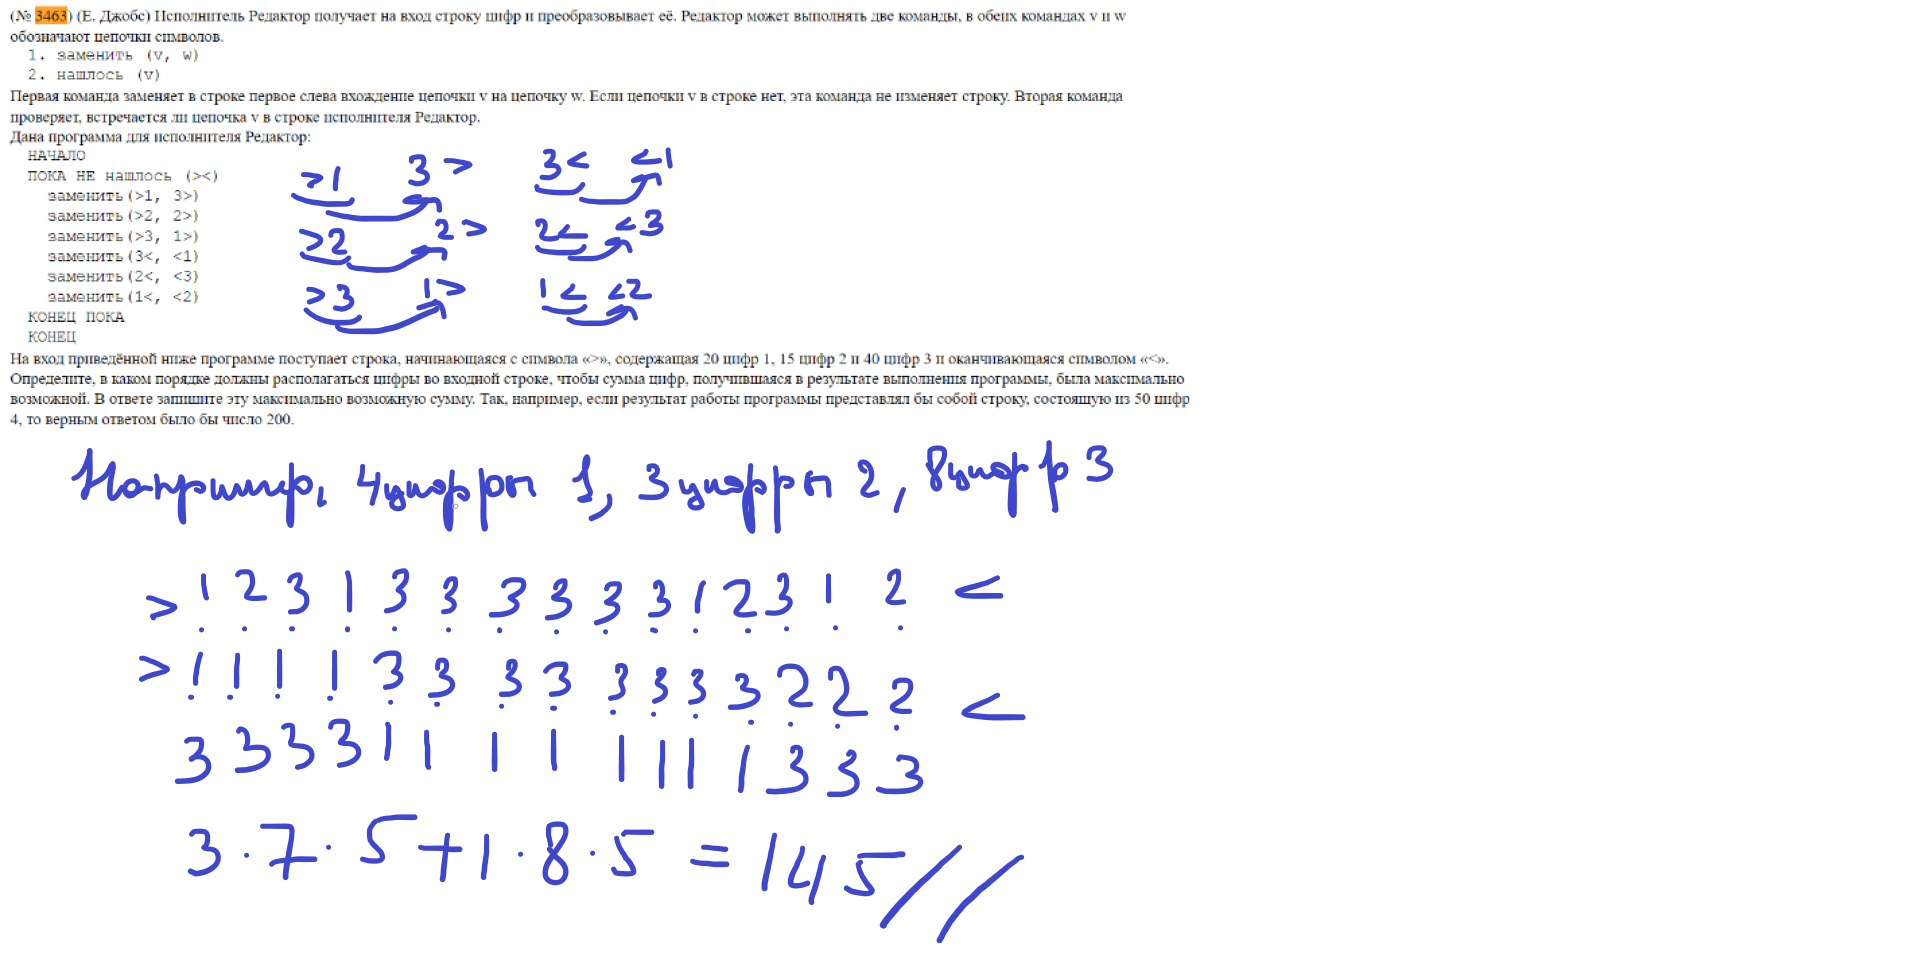 (№ 3463) (Е. Джобс) Исполнитель Редактор получает на вход строку цифр и преобразовывает её. Редактор может выполнять две команды, в обеих командах v и w
обозначают цепочки символов.
1. заменить (v, w)
2. нашлось (v)
Первая команда заменяет в строке первое слева вхождение цепочки v на цепочку w. Если цепочки v в строке нет, эта команда не изменяет строку. Вторая команда
проверяет, встречается ли цепочка v в строке исполнителя Редактор.
Дана программа для исполнителя Редактор:
НАЧАЛО
ПОКА НЕ нашлось (><)
заменить(>1, 3>)
заменить(>2, 2>)
заменить(>3, 1>)
заменить(3<, <1)
заменить(2<, <3)
заменить(1<, <2)
КОНЕЦ ПОКА
КОНЕЦ
>1 3> 3< <1
>2 2> 2< <3
>3 1> 1< <2
На вход приведённой ниже программе поступает строка, начинающаяся с символа «>», содержащая 20 цифр 1, 15 цифр 2 и 40 цифр 3 и оканчивающаяся символом «<».
Определите, в каком порядке должны располагаться цифры во входной строке, чтобы сумма цифр, получившаяся в результате выполнения программы, была максимально
возможной. В ответе запишите эту максимально возможную сумму. Так, например, если результат работы программы представлял бы собой строку, состоящую из 50 цифр
4, то верным ответом было бы число 200.
Например, 4 цифры 1, 3 цифры 2, 8 цифр 3
> 1 2 3 1 3 3 3 3 3 3 1 2 3 1 2 <
> 1 1 1 1 3 3 3 3 3 3 3 3 2 2 2 <
3 3 3 3 1 1 1 1 1 1 1 1 3 3 3
3 · 7 · 5 + 1 · 8 · 5 = 145 //